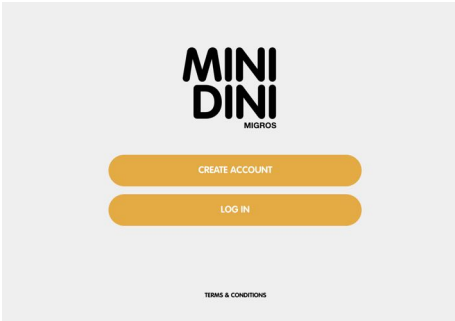 MINI
DINI
MIGROS
CREATE ACCOUNT
LOG IN
TERMS & CONDITIONS